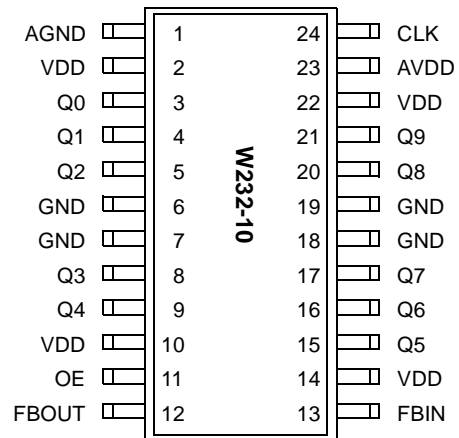 AGND 1 24 CLK
VDD 2 23 AVDD
Q0 3 22 VDD
Q1 4 21 Q9
Q2 5 20 Q8
GND 6 19 GND
GND 7 18 GND
Q3 8 17 Q7
Q4 9 16 Q6
VDD 10 15 Q5
OE 11 14 VDD
FBOUT 12 13 FBIN
W232-10